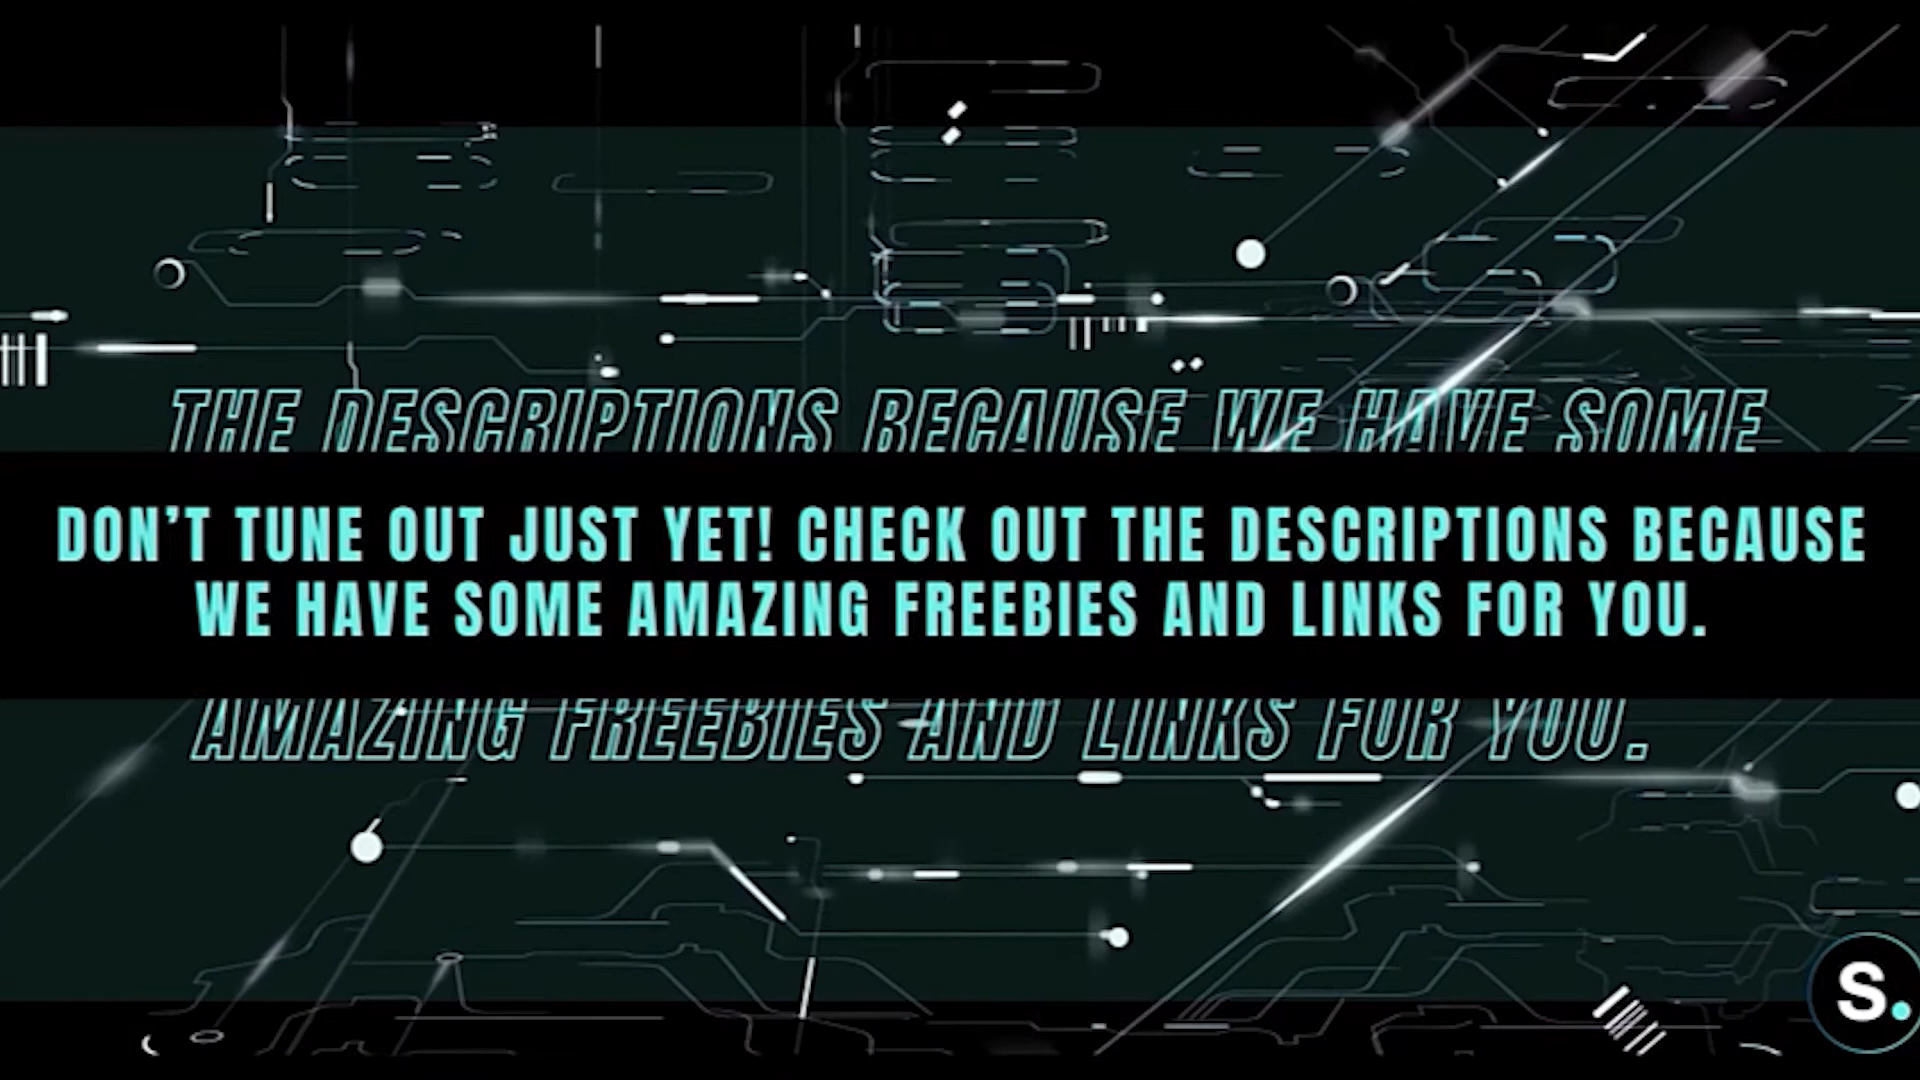 THE DESCRIPTIONS BECAUSE WE HAVE SOME
DON’T TUNE OUT JUST YET! CHECK OUT THE DESCRIPTIONS BECAUSE
WE HAVE SOME AMAZING FREEBIES AND LINKS FOR YOU.
AMAZING FREEBIES AND LINKS FOR YOU.
S.